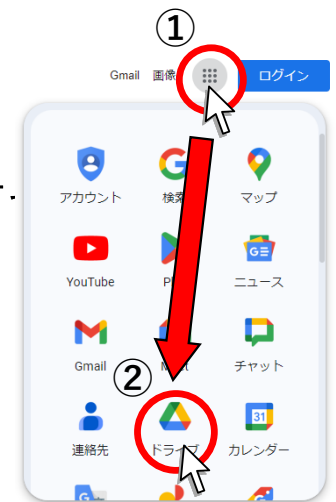 ①
Gmail 画像 ログイン
アカウント 検索 マップ
YouTube ニュース
Gmail チャット
②
連絡先 ドライブ カレンダー